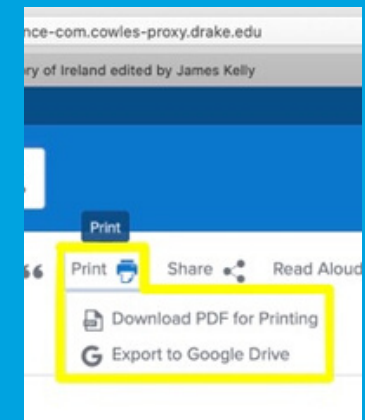 nce-com.cowles-proxy.drake.edu
ry of Ireland edited by James Kelly
Print
Print Share Read Aloud
Download PDF for Printing
G Export to Google Drive